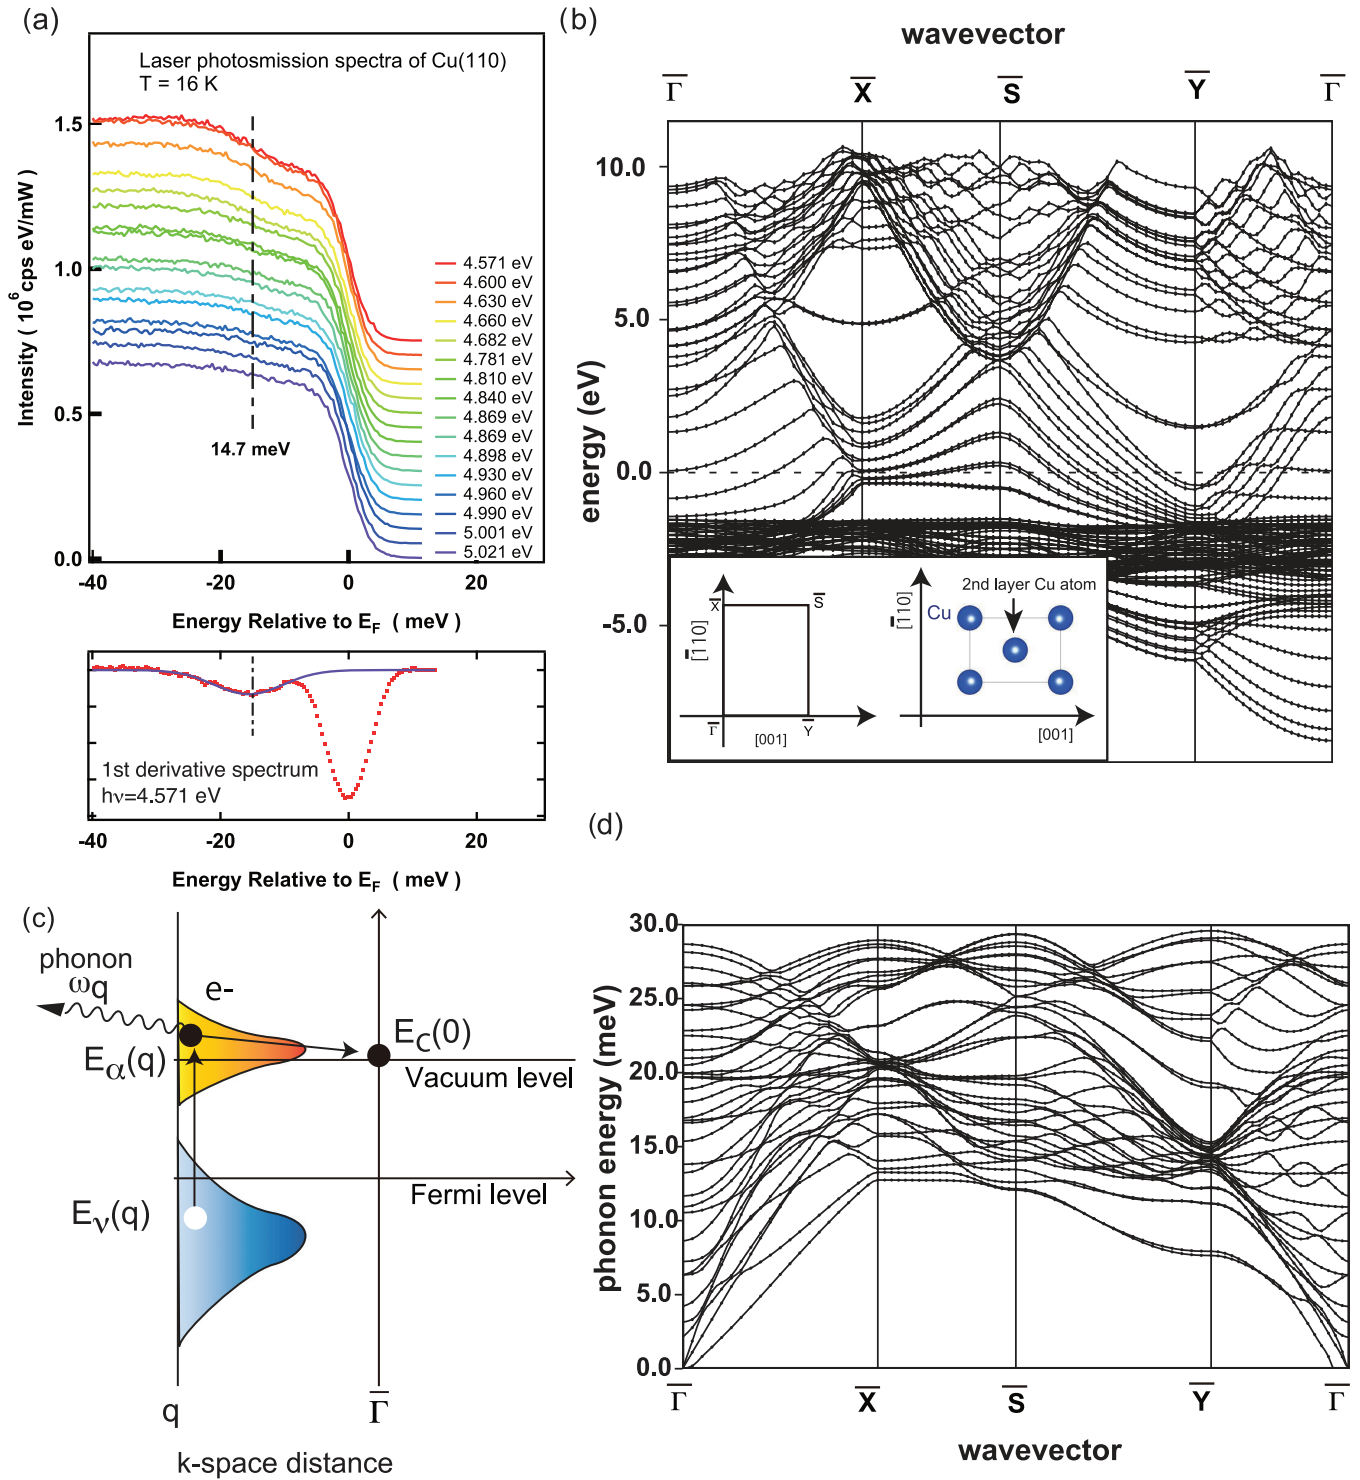 (a)
Laser photosmission spectra of Cu(110)
T = 16 K
1.5
1.0
0.5
0.0
Intensity ( 10⁶ cps eV/mW)
14.7 meV
4.571 eV
4.600 eV
4.630 eV
4.660 eV
4.682 eV
4.781 eV
4.810 eV
4.840 eV
4.869 eV
4.869 eV
4.898 eV
4.930 eV
4.960 eV
4.990 eV
5.001 eV
5.021 eV
-40 -20 0 20
Energy Relative to E_F ( meV)
1st derivative spectrum
hν=4.571 eV
-40 -20 0 20
Energy Relative to E_F ( meV )
(b)
wavevector
Γ̅ X̅ S̅ Y̅ Γ̅
10.0
5.0
0.0
-5.0
energy (eV)
X̅ S̅
[1̅10]
Γ̅ Y̅
[001]
2nd layer Cu atom
Cu
[1̅10]
[001]
(c)
phonon
ωq
e-
E_α(q)
E_C(0)
Vacuum level
Fermi level
E_ν(q)
q Γ̅
k-space distance
(d)
30.0
25.0
20.0
15.0
10.0
5.0
0.0
phonon energy (meV)
Γ̅ X̅ S̅ Y̅ Γ̅
wavevector